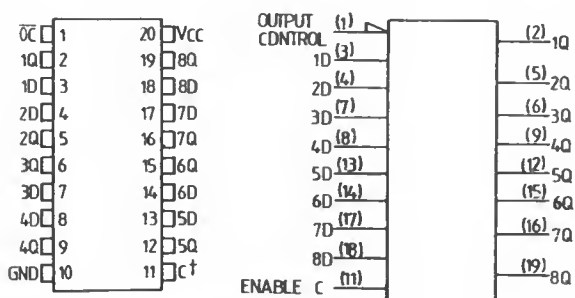 OC 1 20 VCC
1Q 2 19 8Q
1D 3 18 8D
2D 4 17 7D
2Q 5 16 7Q
3Q 6 15 6Q
3D 7 14 6D
4D 8 13 5D
4Q 9 12 5Q
GND 10 11 C†
OUTPUT (1)
CONTROL
1D (3)
2D (4)
3D (7)
4D (8)
5D (13)
6D (14)
7D (17)
8D (18)
ENABLE C (11)
(2) 1Q
(5) 2Q
(6) 3Q
(9) 4Q
(12) 5Q
(15) 6Q
(16) 7Q
(19) 8Q